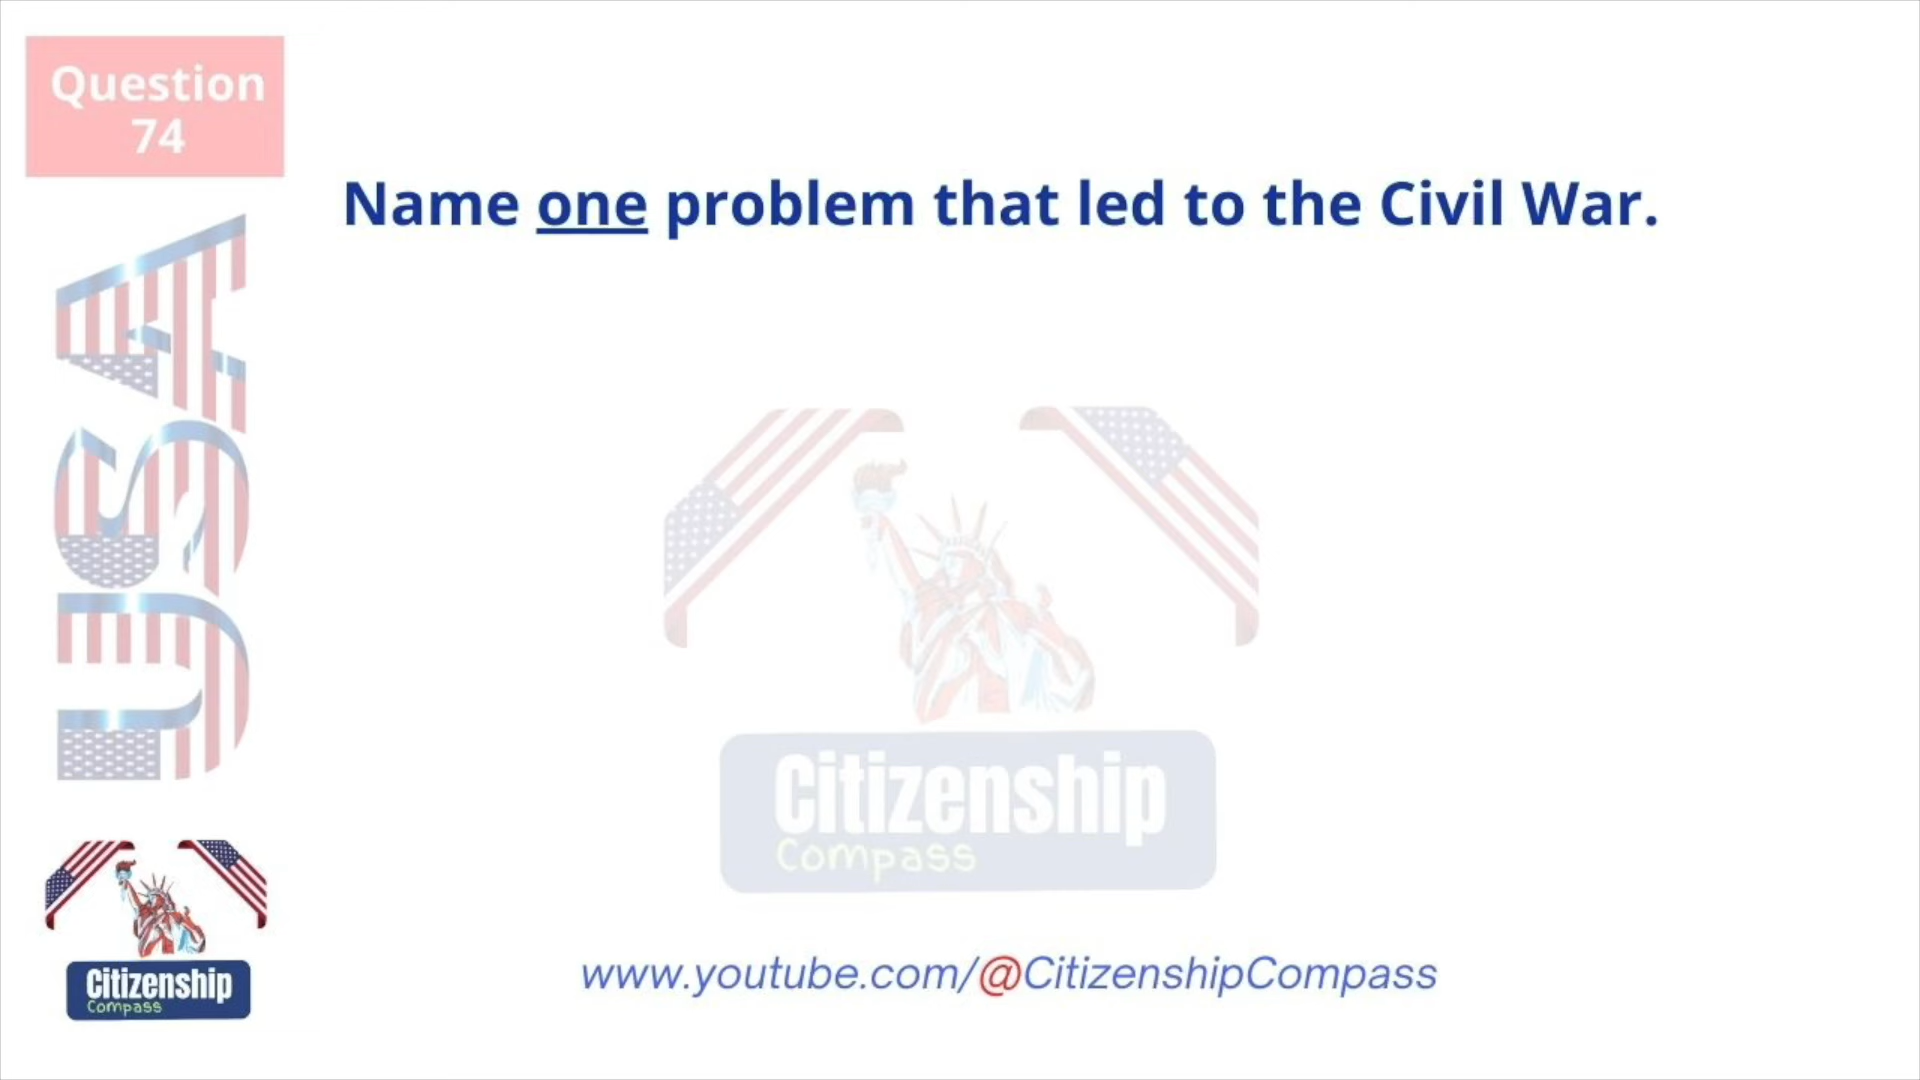 Question
74
Name one problem that led to the Civil War.
USA
Citizenship
Compass
Citizenship
Compass
www.youtube.com/@CitizenshipCompass